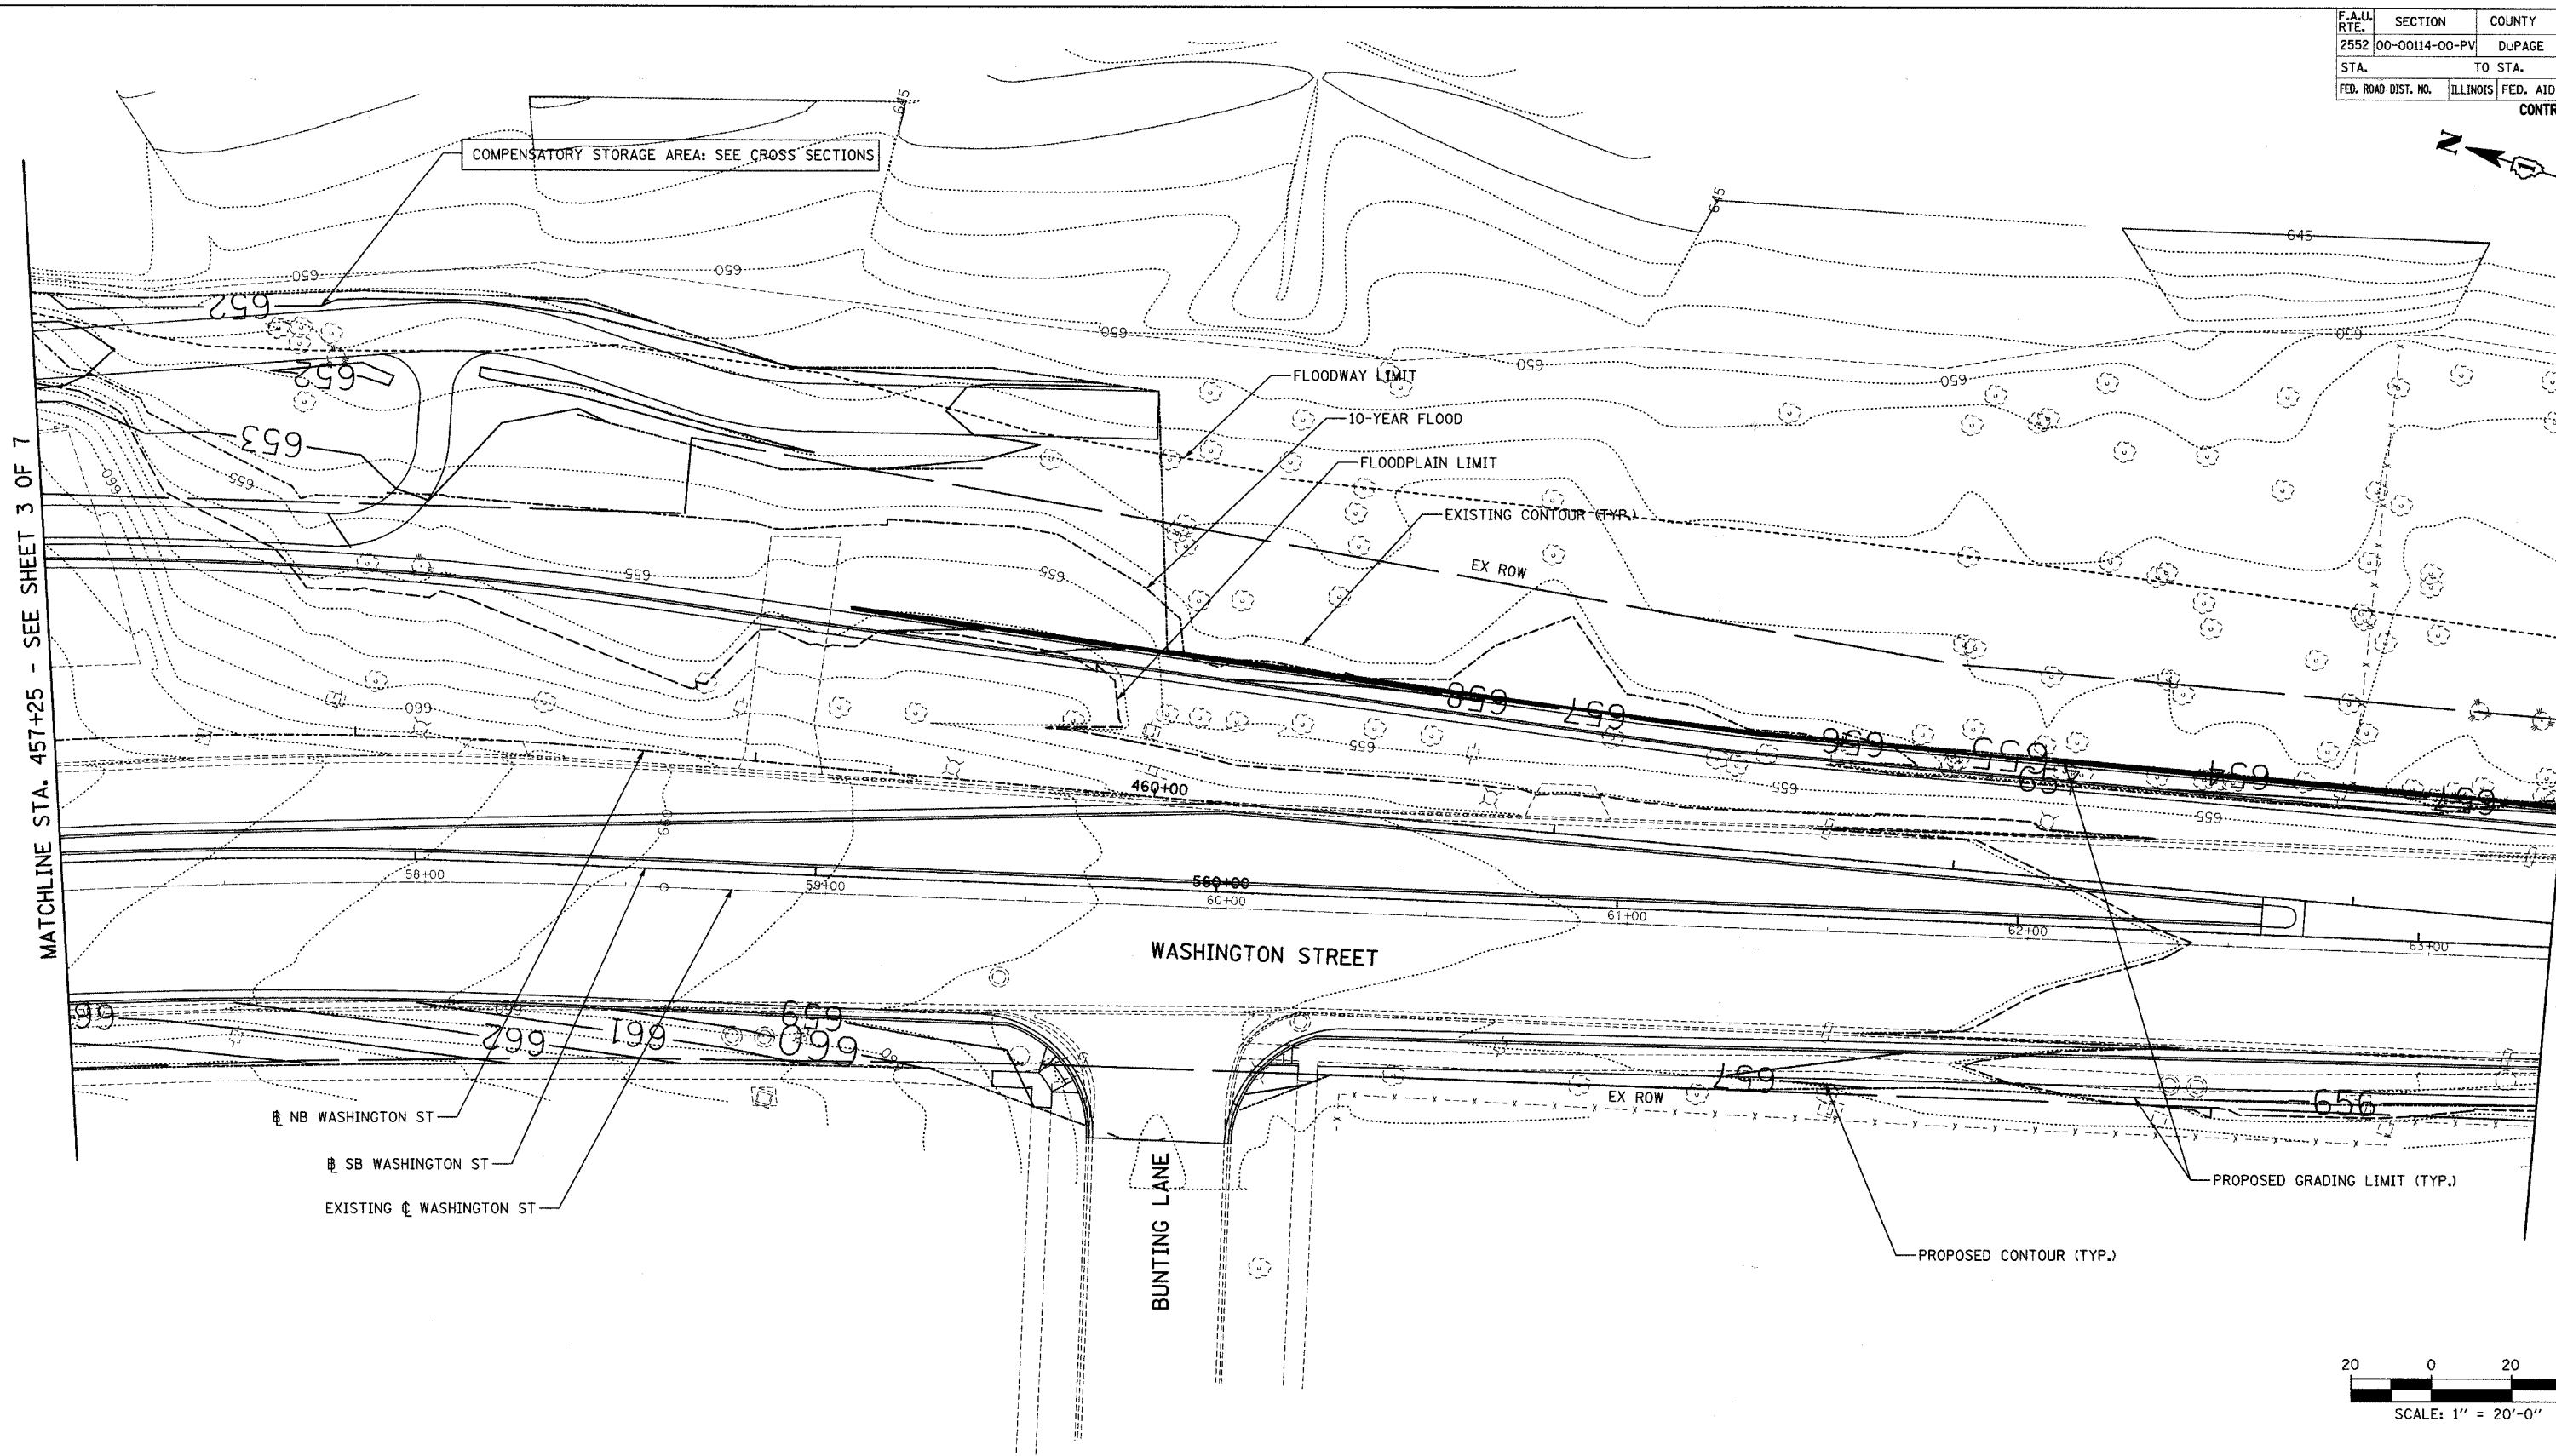 F.A.U. RTE. SECTION COUNTY
2552 00-00114-00-PV DuPAGE
STA. TO STA.
FED. ROAD DIST. NO. ILLINOIS FED. AID
CONTR
N
645
COMPENSATORY STORAGE AREA: SEE CROSS SECTIONS
645
645
650
650
652
650
650
650
650
652
FLOODWAY LIMIT
10-YEAR FLOOD
653
FLOODPLAIN LIMIT
660
655
EXISTING CONTOUR (TYP.)
EX ROW
655
655
MATCHLINE STA. 457+25 - SEE SHEET 3 OF 7
660
658
657
656
655
654
655
655
655
460+00
660
58+00
59+00
560+00
60+00
61+00
62+00
63+00
WASHINGTON STREET
660
659
662
661
660
660
657
656
EX ROW
NB WASHINGTON ST
SB WASHINGTON ST
EXISTING ℄ WASHINGTON ST
BUNTING LANE
PROPOSED GRADING LIMIT (TYP.)
PROPOSED CONTOUR (TYP.)
20 0 20
SCALE: 1" = 20'-0"